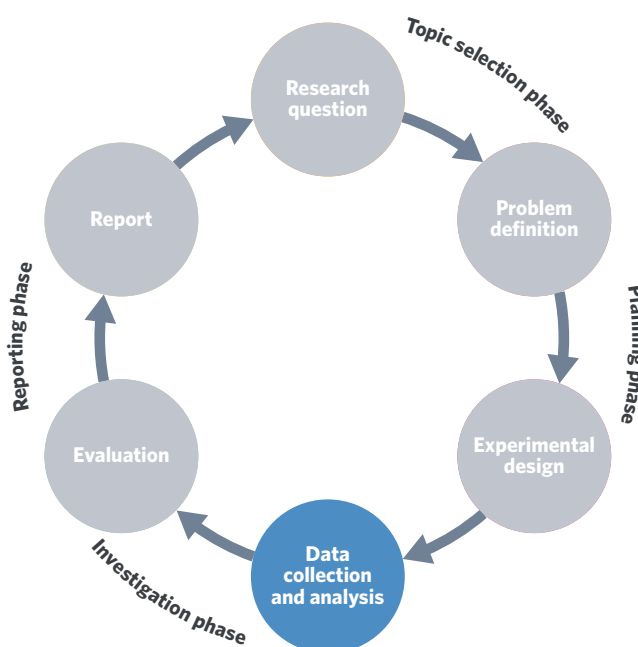 Topic selection phase
Research
question
Problem
definition
Planning phase
Experimental
design
Data
collection
and analysis
Investigation phase
Evaluation
Reporting phase
Report